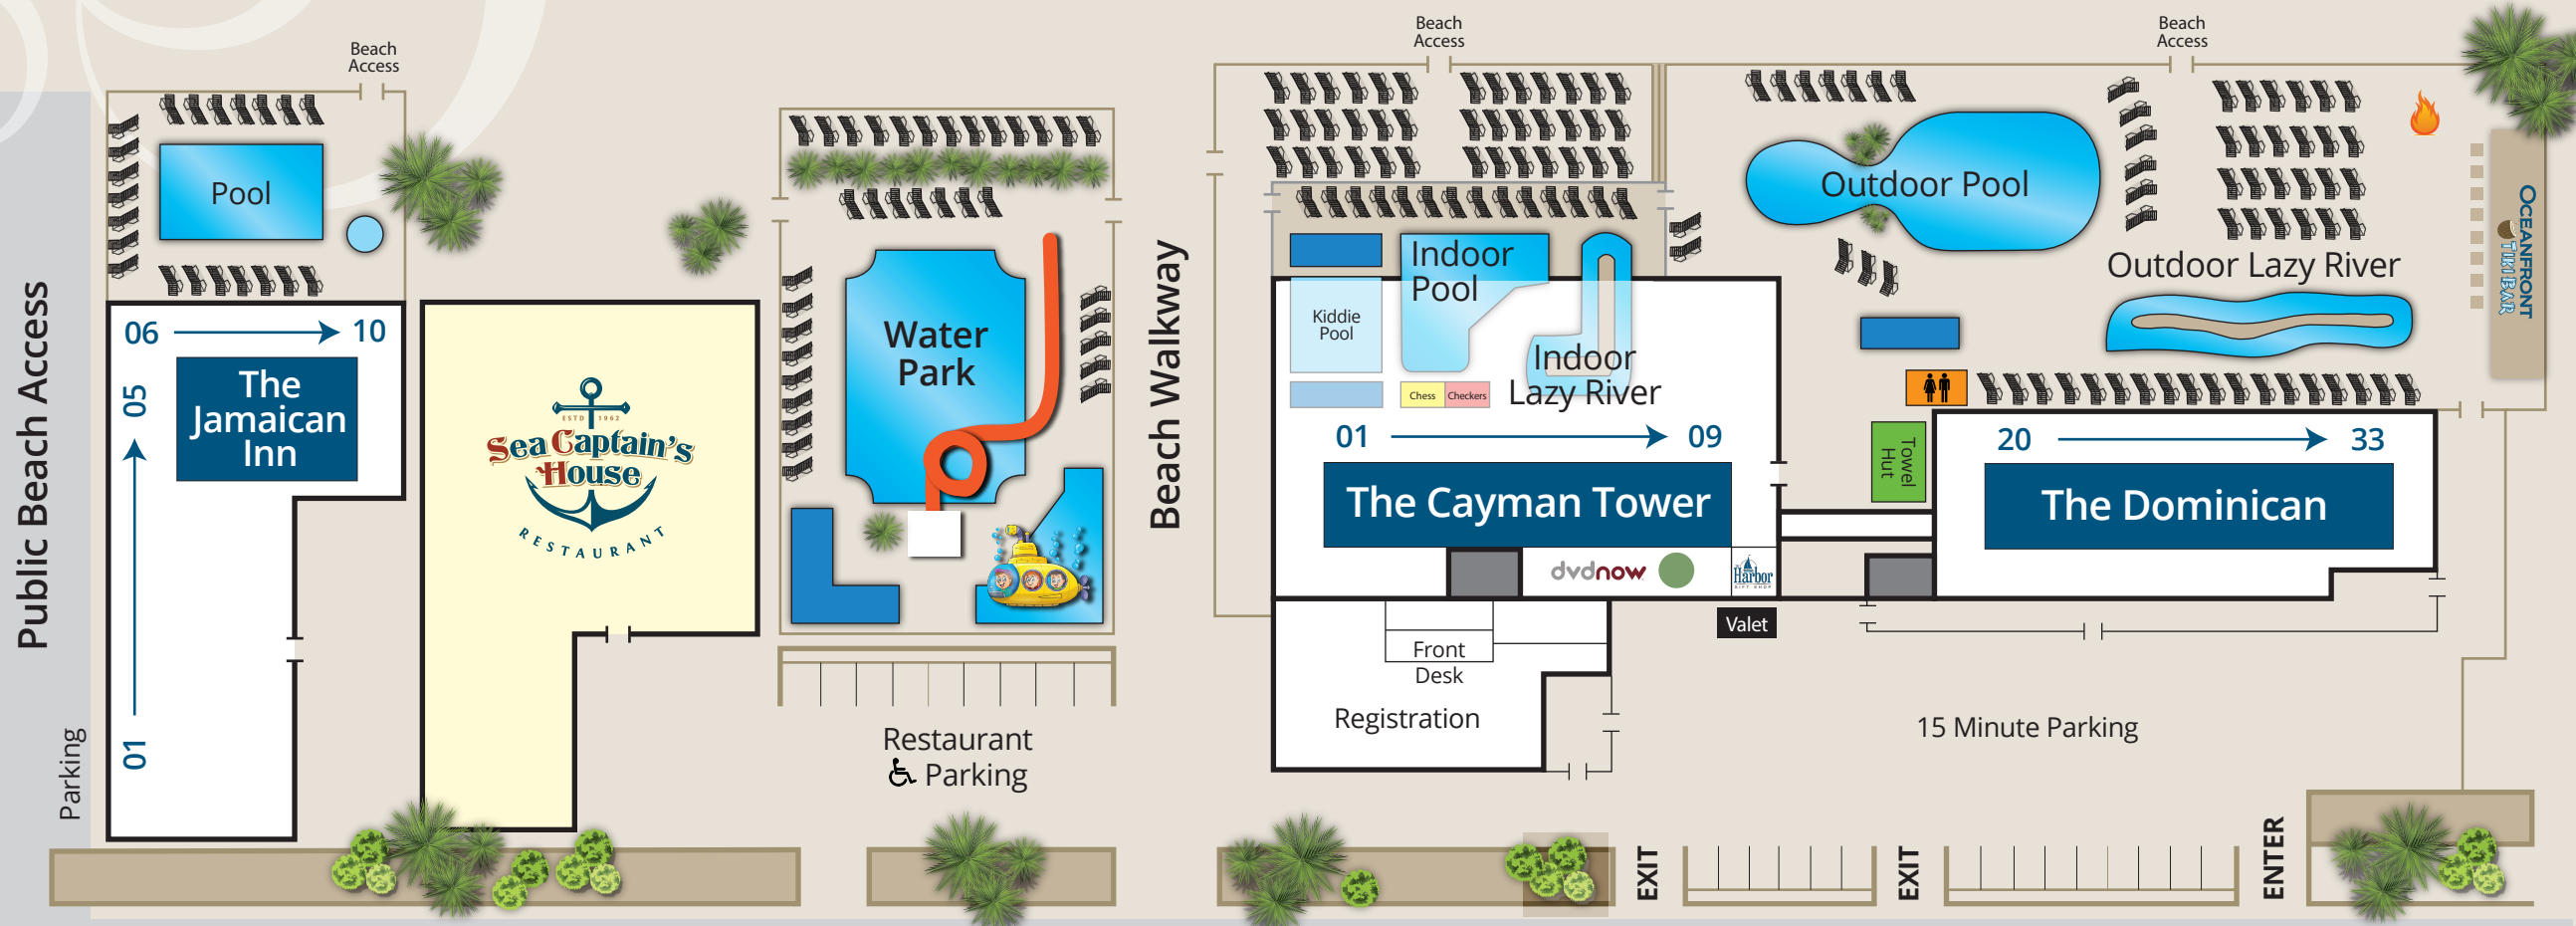 Beach
Access
Beach
Access
Beach
Access
Public Beach Access
Parking
Pool
06
10
05
01
The
Jamaican
Inn
ESTD 1962
Sea Captain's
House
RESTAURANT
Water
Park
Restaurant
Parking
Beach Walkway
Indoor
Pool
Kiddie
Pool
Chess
Checkers
Indoor
Lazy River
01
09
The Cayman Tower
dvdnow
Harbor
GIFT SHOP
Valet
Front
Desk
Registration
Outdoor Pool
Outdoor Lazy River
OCEANFRONT
TIKI BAR
Towel
Hut
20
33
The Dominican
15 Minute Parking
EXIT
EXIT
ENTER